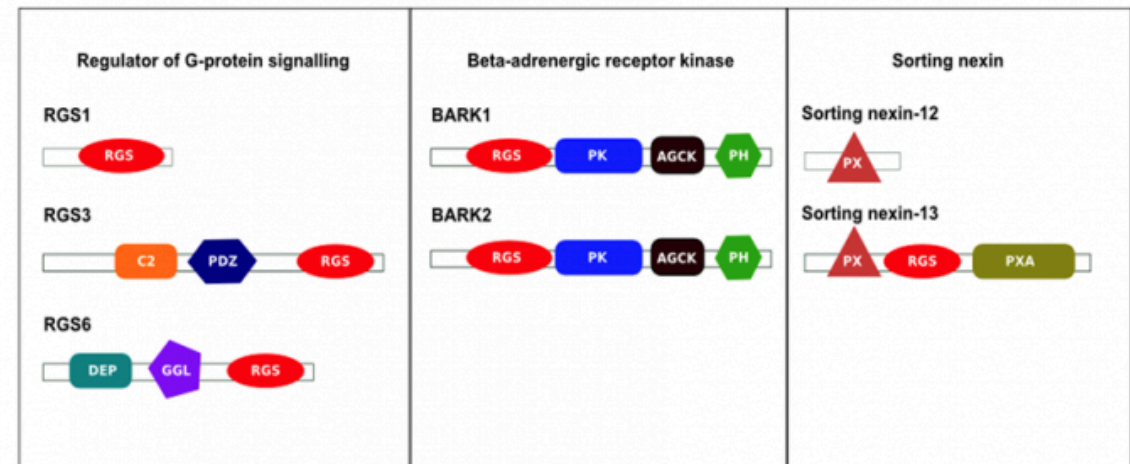 Regulator of G-protein signalling
RGS1
RGS
RGS3
C2 PDZ RGS
RGS6
DEP GGL RGS
Beta-adrenergic receptor kinase
BARK1
RGS PK AGCK PH
BARK2
RGS PK AGCK PH
Sorting nexin
Sorting nexin-12
PX
Sorting nexin-13
PX RGS PXA